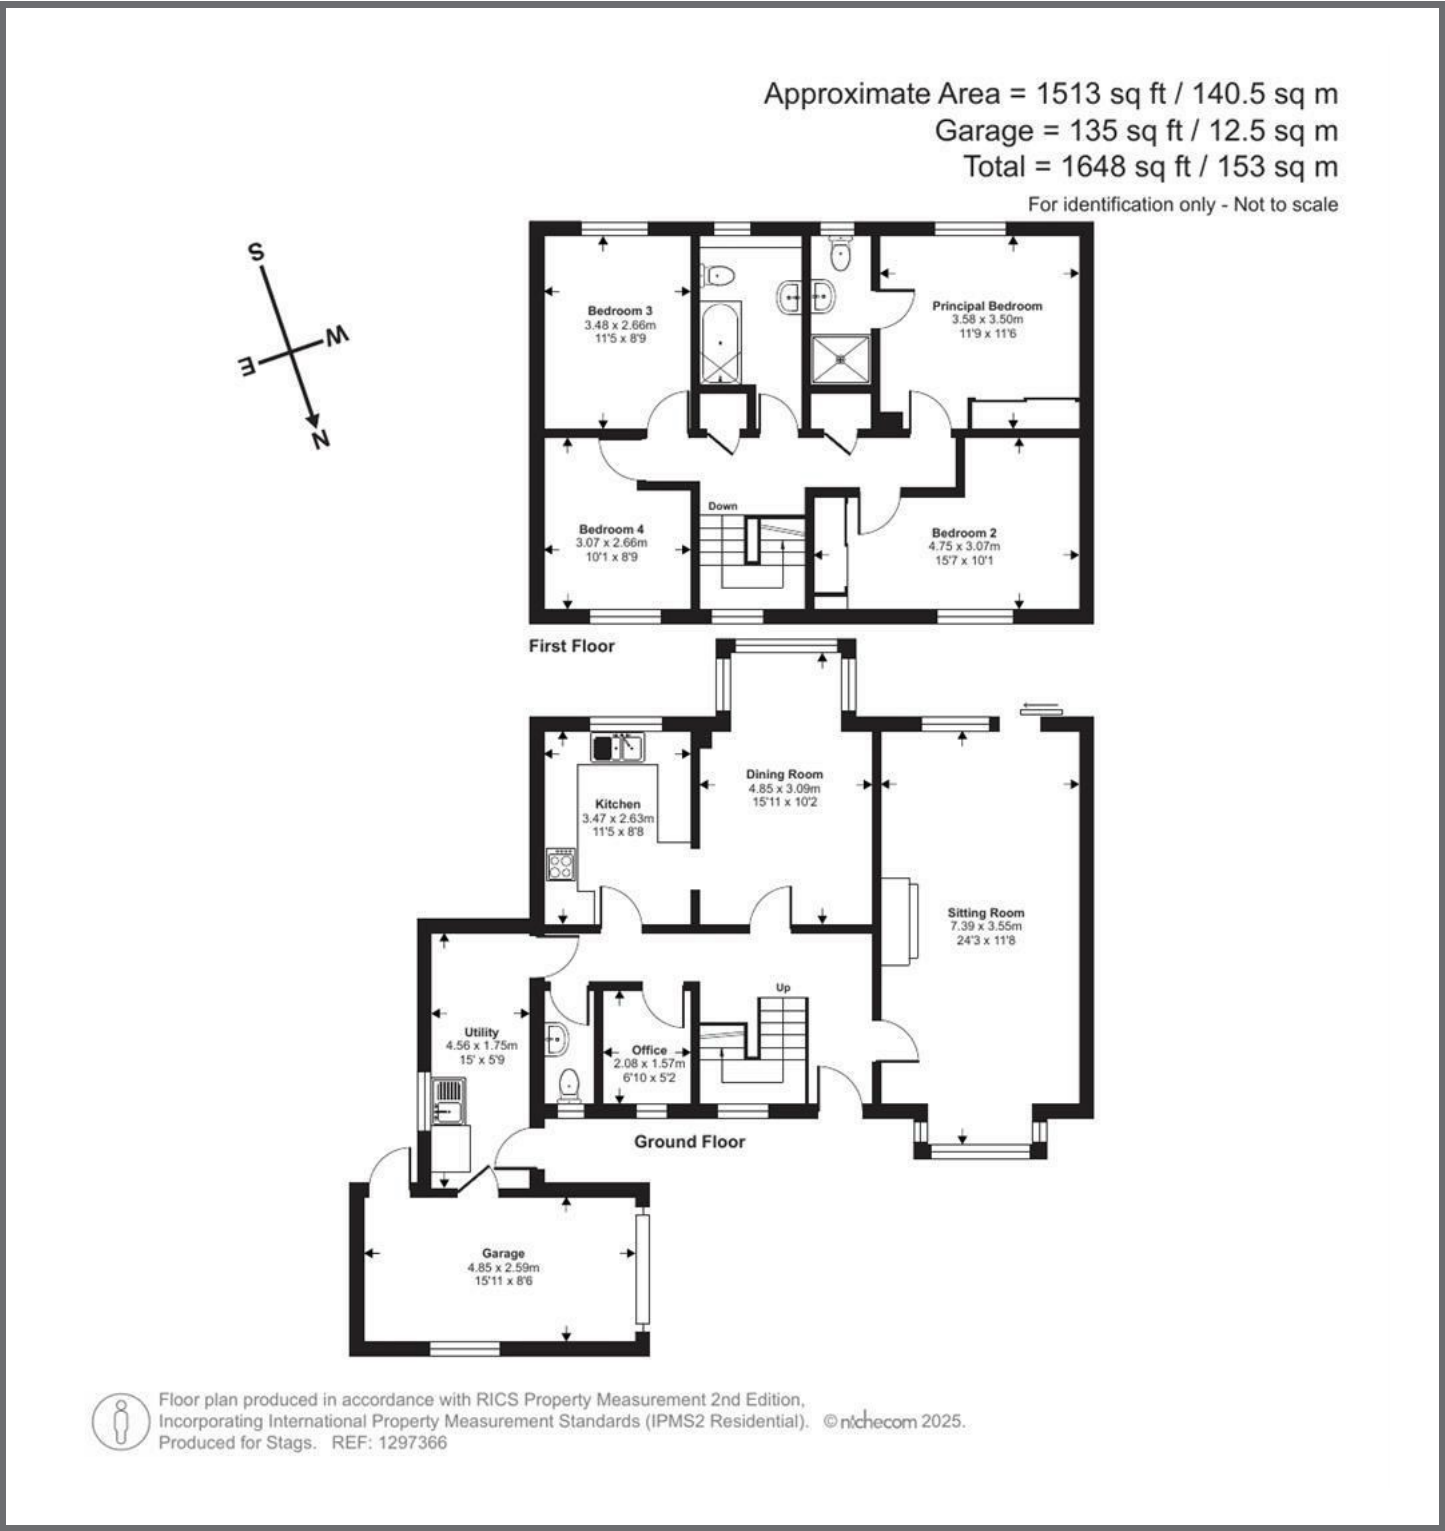 Approximate Area = 1513 sq ft / 140.5 sq m
Garage = 135 sq ft / 12.5 sq m
Total = 1648 sq ft / 153 sq m
For identification only - Not to scale
S
W
E
N
Bedroom 3
3.48 x 2.66m
11'5 x 8'9
Principal Bedroom
3.58 x 3.50m
11'9 x 11'6
Down
Bedroom 4
3.07 x 2.66m
10'1 x 8'9
Bedroom 2
4.75 x 3.07m
15'7 x 10'1
First Floor
Dining Room
4.85 x 3.09m
15'11 x 10'2
Kitchen
3.47 x 2.63m
11'5 x 8'8
Sitting Room
7.39 x 3.55m
24'3 x 11'8
Up
Utility
4.56 x 1.75m
15' x 5'9
Office
2.08 x 1.57m
6'10 x 5'2
Ground Floor
Garage
4.85 x 2.59m
15'11 x 8'6
Floor plan produced in accordance with RICS Property Measurement 2nd Edition,
Incorporating International Property Measurement Standards (IPMS2 Residential). © nichecom 2025.
Produced for Stags. REF: 1297366